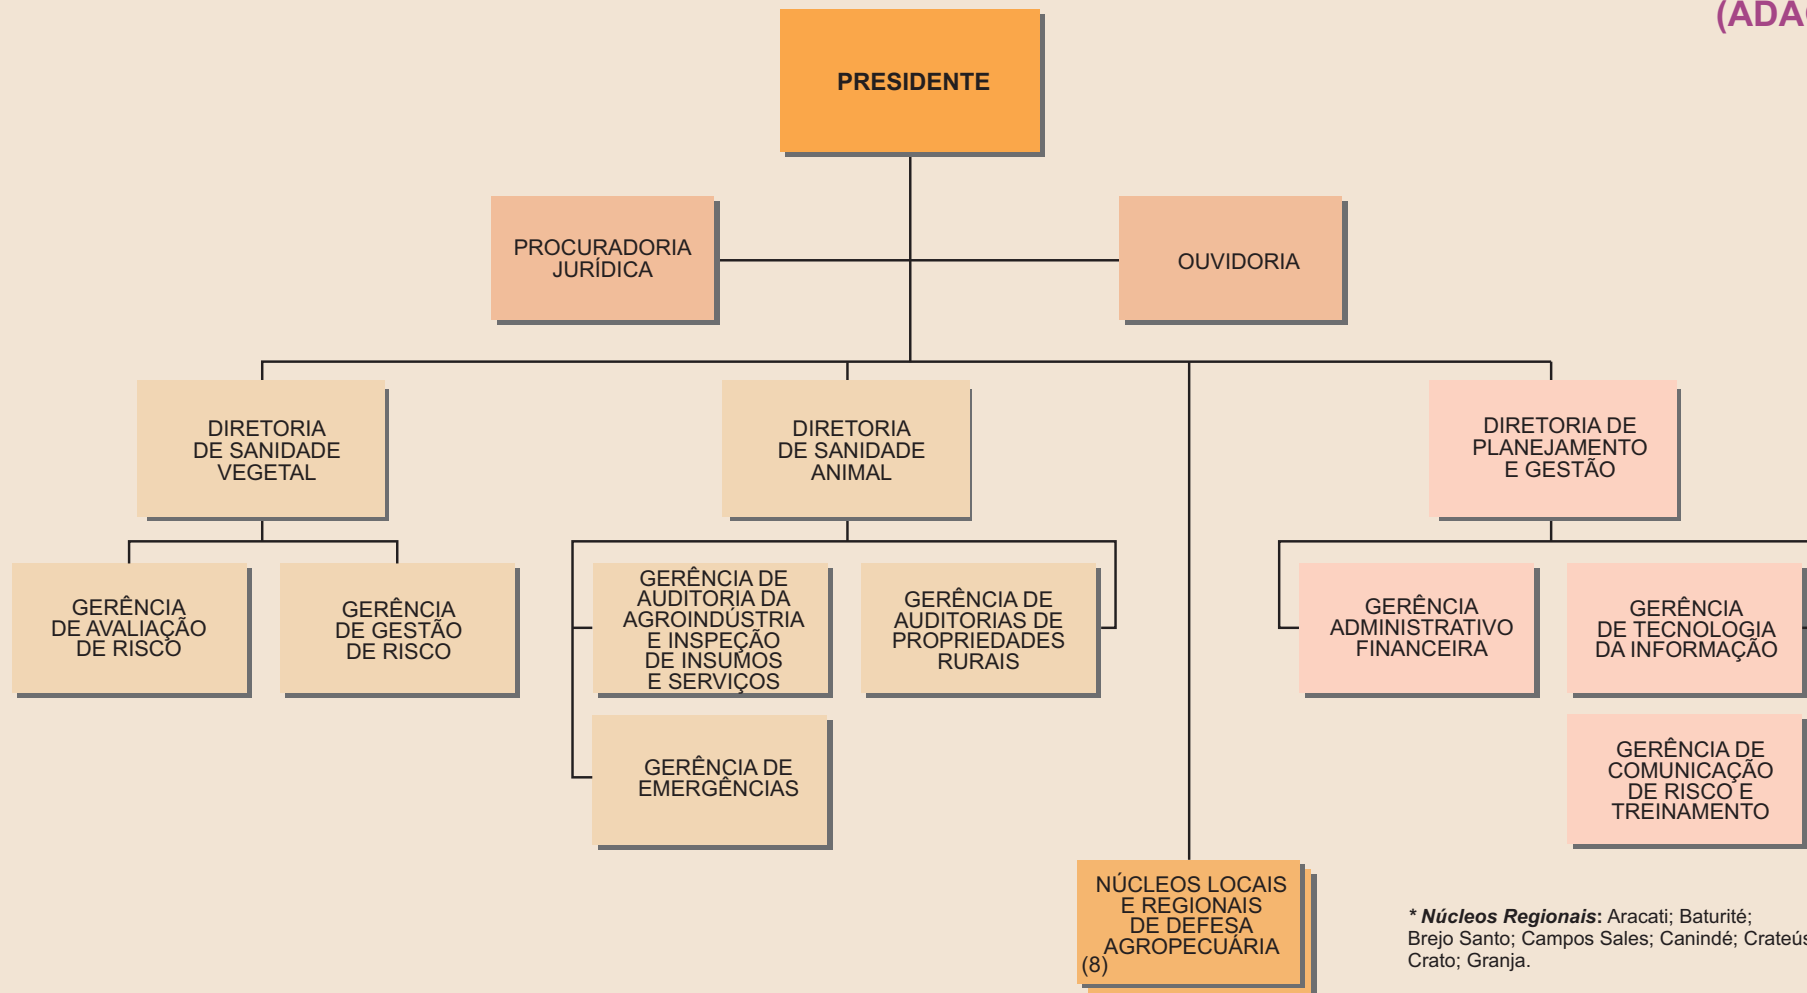 (ADAG
PRESIDENTE
PROCURADORIA
JURÍDICA
OUVIDORIA
DIRETORIA
DE SANIDADE
VEGETAL
DIRETORIA
DE SANIDADE
ANIMAL
DIRETORIA DE
PLANEJAMENTO
E GESTÃO
GERÊNCIA
DE AVALIAÇÃO
DE RISCO
GERÊNCIA
DE GESTÃO
DE RISCO
GERÊNCIA DE
AUDITORIA DA
AGROINDÚSTRIA
E INSPEÇÃO
DE INSUMOS
E SERVIÇOS
GERÊNCIA DE
AUDITORIAS DE
PROPRIEDADES
RURAIS
GERÊNCIA
ADMINISTRATIVO
FINANCEIRA
GERÊNCIA
DE TECNOLOGIA
DA INFORMAÇÃO
GERÊNCIA DE
EMERGÊNCIAS
GERÊNCIA DE
COMUNICAÇÃO
DE RISCO E
TREINAMENTO
NÚCLEOS LOCAIS
E REGIONAIS
DE DEFESA
AGROPECUÁRIA
(8)
* Núcleos Regionais: Aracati; Baturité;
Brejo Santo; Campos Sales; Canindé; Crateús
Crato; Granja.